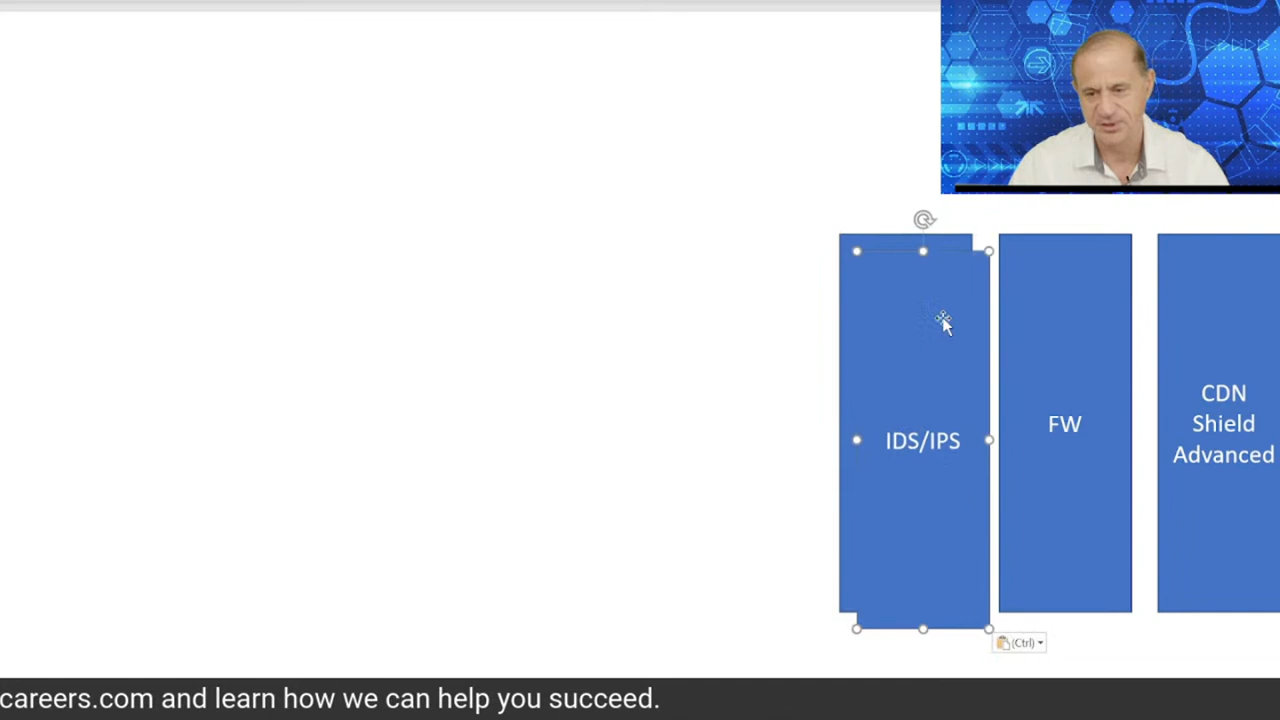 IDS/IPS
FW
CDN
Shield
Advanced
(Ctrl)
careers.com and learn how we can help you succeed.